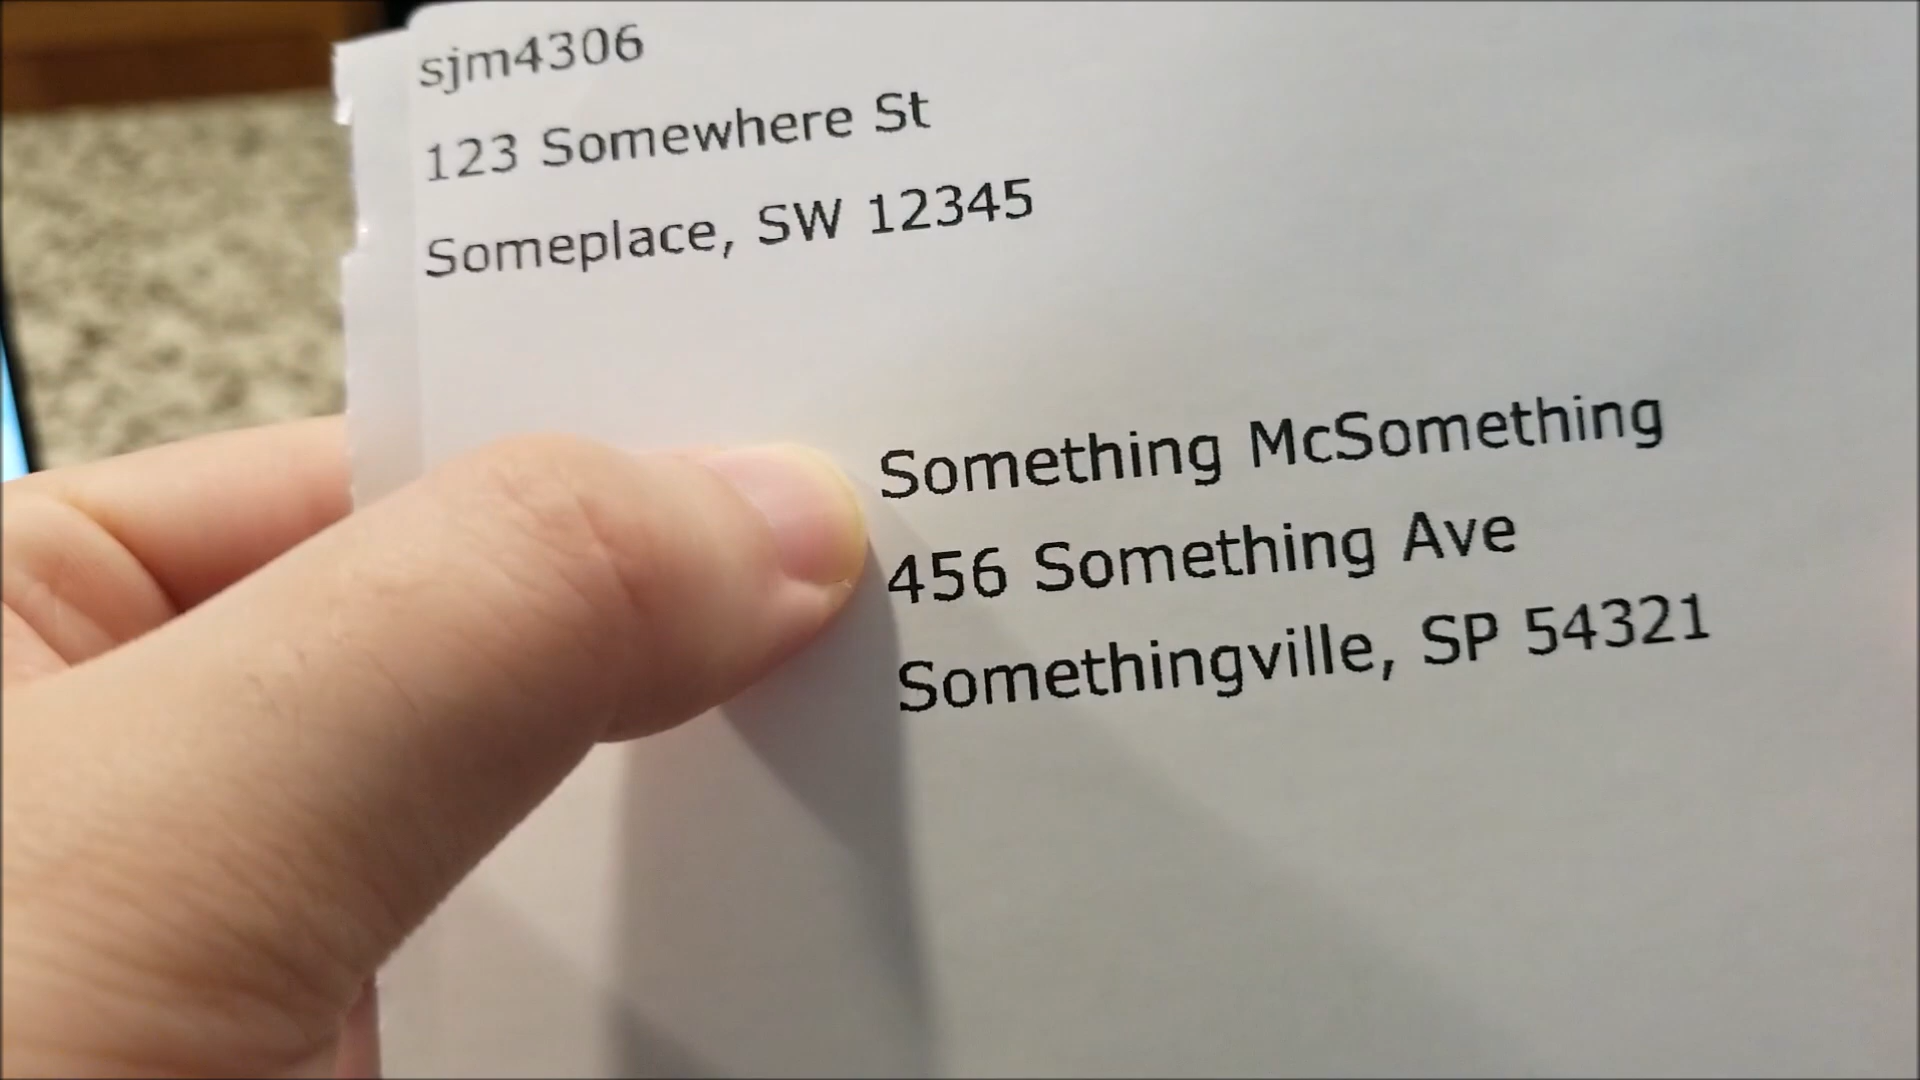 sjm4306
123 Somewhere St
Someplace, SW 12345
Something McSomething
456 Something Ave
Somethingville, SP 54321